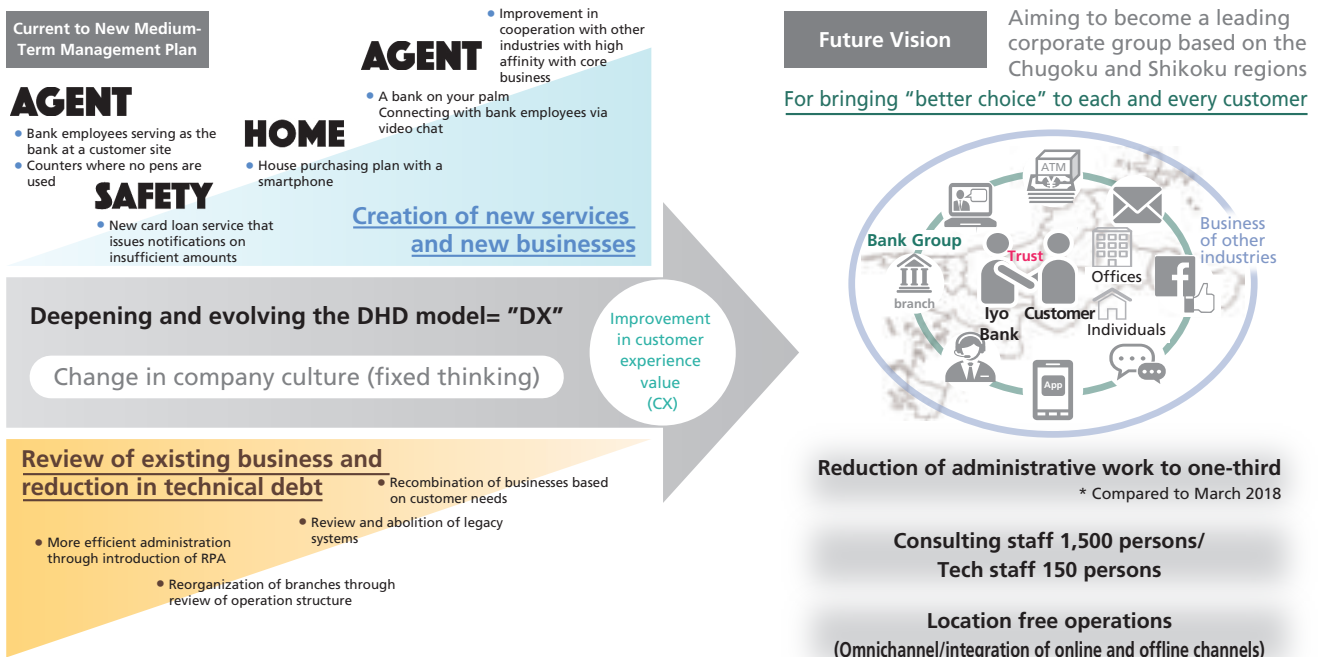 Current to New Medium-
Term Management Plan
AGENT
• Bank employees serving as the
bank at a customer site
• Counters where no pens are
used
SAFETY
• New card loan service that
issues notifications on
insufficient amounts
HOME
• House purchasing plan with a
smartphone
AGENT
• Improvement in
cooperation with other
industries with high
affinity with core
business
• A bank on your palm
Connecting with bank employees via
video chat
Creation of new services
and new businesses
Deepening and evolving the DHD model= "DX"
Change in company culture (fixed thinking)
Improvement
in customer
experience
value
(CX)
Review of existing business and
reduction in technical debt
• Recombination of businesses based
on customer needs
• Review and abolition of legacy
systems
• More efficient administration
through introduction of RPA
• Reorganization of branches through
review of operation structure
Future Vision
Aiming to become a leading
corporate group based on the
Chugoku and Shikoku regions
For bringing “better choice” to each and every customer
ATM
¥
Bank Group
branch
Trust
Iyo
Bank
Customer
Offices
Individuals
Business
of other
industries
f
App
Reduction of administrative work to one-third
* Compared to March 2018
Consulting staff 1,500 persons/
Tech staff 150 persons
Location free operations
(Omnichannel/integration of online and offline channels)